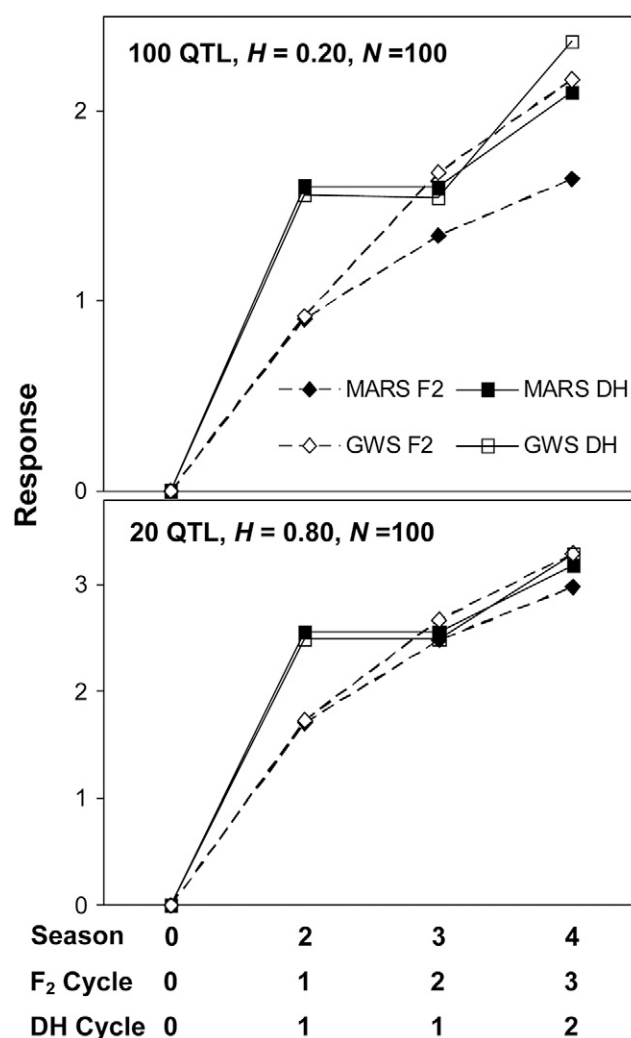 100 QTL, H = 0.20, N =100
2
1
0
Response
MARS F2 MARS DH
GWS F2 GWS DH
20 QTL, H = 0.80, N =100
3
2
1
0
Season 0 2 3 4
F₂ Cycle 0 1 2 3
DH Cycle 0 1 1 2